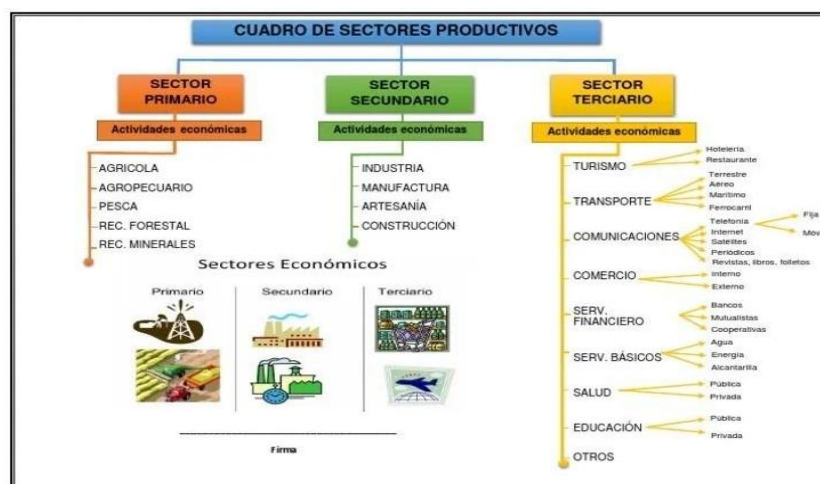 CUADRO DE SECTORES PRODUCTIVOS
SECTOR
PRIMARIO
Actividades económicas
AGRICOLA
AGROPECUARIO
PESCA
REC. FORESTAL
REC. MINERALES
SECTOR
SECUNDARIO
Actividades económicas
INDUSTRIA
MANUFACTURA
ARTESANÍA
CONSTRUCCIÓN
SECTOR
TERCIARIO
Actividades económicas
TURISMO
Hotelería
Restaurante
TRANSPORTE
Terrestre
Aéreo
Marítimo
Ferrocarril
COMUNICACIONES
Telefonía
Fija
Internet
Satélites
Periódicos
Revistas, libros, folletos
COMERCIO
Interno
Externo
SERV.
FINANCIERO
Bancos
Mutualistas
Cooperativas
SERV. BÁSICOS
Agua
Energía
Alcantarilla
SALUD
Pública
Privada
EDUCACIÓN
Pública
Privada
OTROS
Sectores Económicos
Primario
Secundario
Terciario
Firma